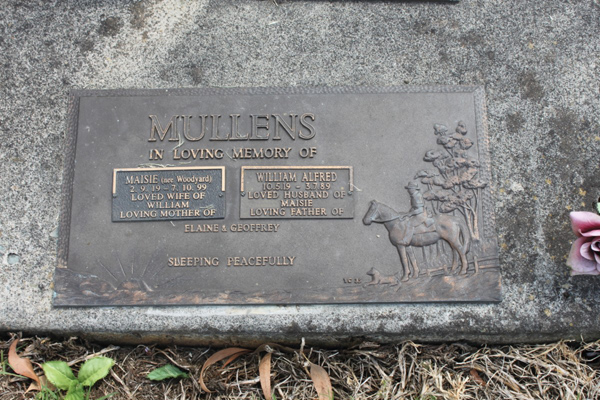 MULLENS
IN LOVING MEMORY OF
MAISIE (nee Woodyard)
2.9.19 - 7.10.99
LOVED WIFE OF
WILLIAM
LOVING MOTHER OF
WILLIAM ALFRED
10.5.19 - 3.7.89
LOVED HUSBAND OF
MAISIE
LOVING FATHER OF
ELAINE & GEOFFREY
SLEEPING PEACEFULLY